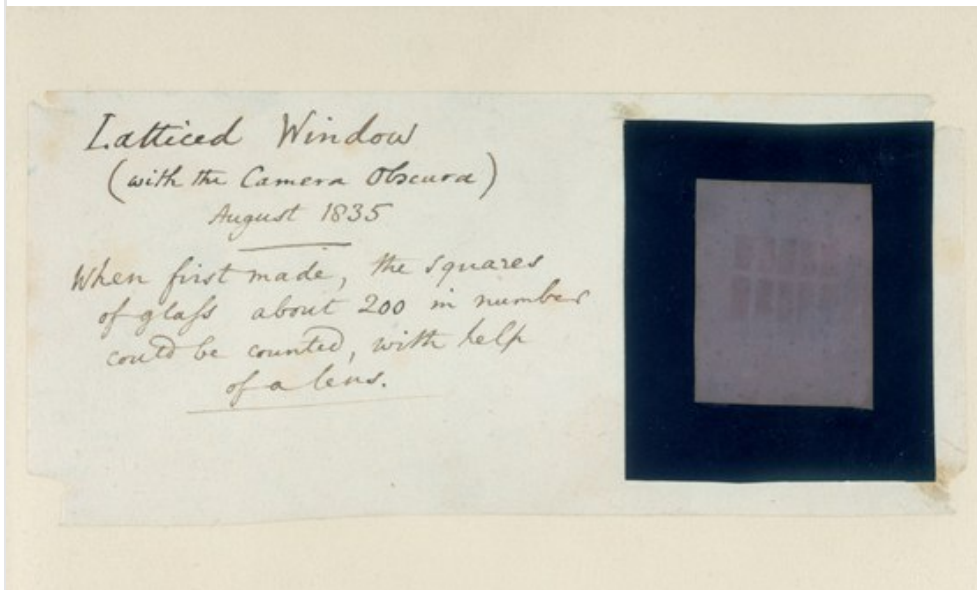 Latticed Window
(with the Camera Obscura)
August 1835
When first made, the squares
of glaſs about 200 in number
could be counted, with help
of a lens.